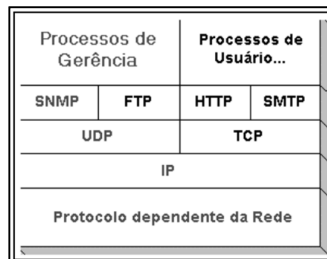 Processos de
Gerência
Processos de
Usuário...
SNMP FTP HTTP SMTP
UDP TCP
IP
Protocolo dependente da Rede